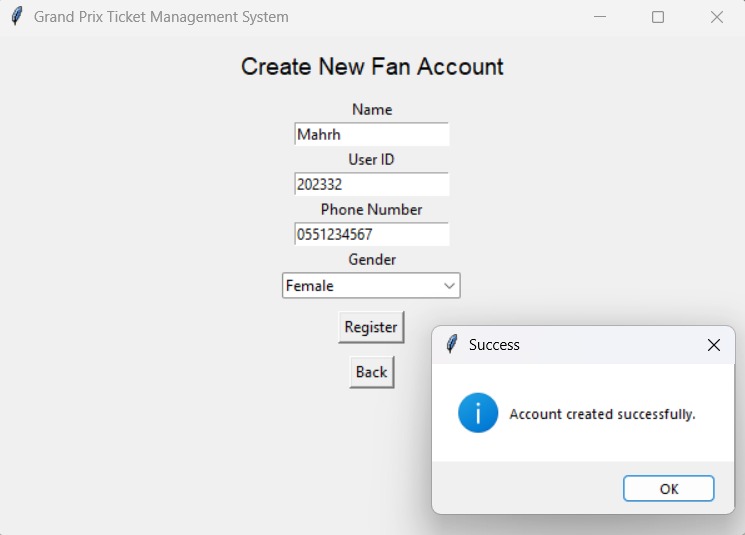 Grand Prix Ticket Management System
Create New Fan Account
Name
Mahrh
User ID
202332
Phone Number
0551234567
Gender
Female
Register
Back
Success
Account created successfully.
OK